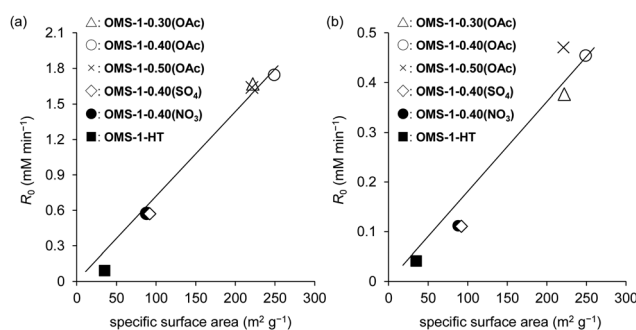 (a)
△: OMS-1-0.30(OAc)
○: OMS-1-0.40(OAc)
×: OMS-1-0.50(OAc)
◇: OMS-1-0.40(SO₄)
●: OMS-1-0.40(NO₃)
■: OMS-1-HT
R₀ (mM min⁻¹)
2.1
1.8
1.5
1.2
0.9
0.6
0.3
0
0 50 100 150 200 250 300
specific surface area (m² g⁻¹)
(b)
△: OMS-1-0.30(OAc)
○: OMS-1-0.40(OAc)
×: OMS-1-0.50(OAc)
◇: OMS-1-0.40(SO₄)
●: OMS-1-0.40(NO₃)
■: OMS-1-HT
R₀ (mM min⁻¹)
0.5
0.4
0.3
0.2
0.1
0
0 50 100 150 200 250 300
specific surface area (m² g⁻¹)